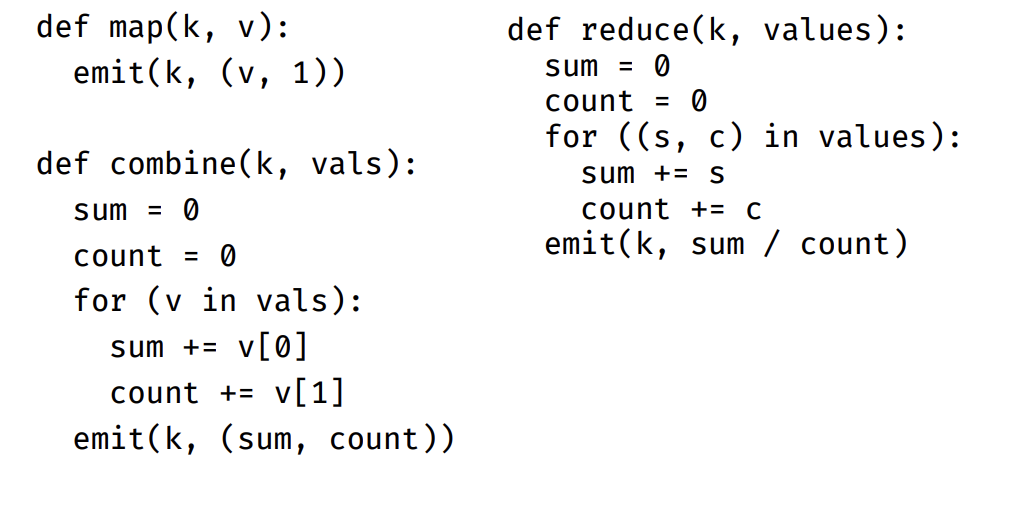 def map(k, v):
  emit(k, (v, 1))
def combine(k, vals):
  sum = 0
  count = 0
  for (v in vals):
    sum += v[0]
    count += v[1]
  emit(k, (sum, count))
def reduce(k, values):
  sum = 0
  count = 0
  for ((s, c) in values):
    sum += s
    count += c
  emit(k, sum / count)